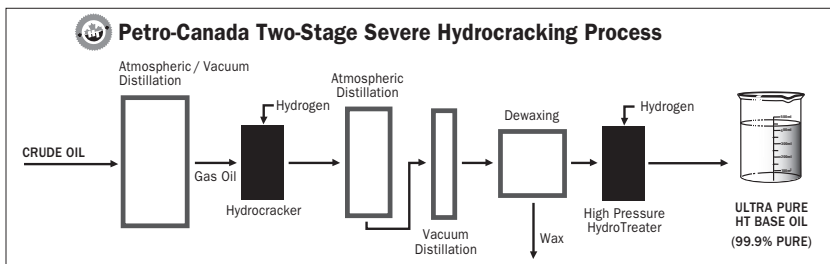 Petro-Canada Two-Stage Severe Hydrocracking Process
Atmospheric / Vacuum
Distillation
Atmospheric
Distillation
Hydrogen
Dewaxing
Hydrogen
CRUDE OIL
Gas Oil
Hydrocracker
Vacuum
Distillation
Wax
High Pressure
HydroTreater
ULTRA PURE
HT BASE OIL
(99.9% PURE)